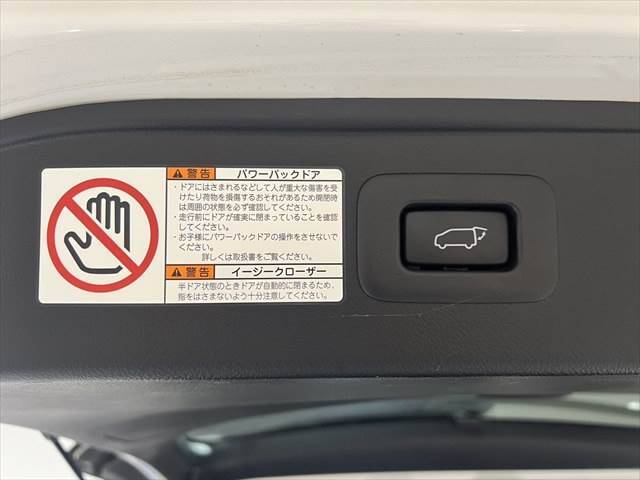 警告 パワーバックドア
・ドアにはさまれるなどして人が重大な傷害を受
けたり荷物を損傷するおそれがあるため開閉時
は周囲の状態を必ず確認してください。
・走行前にドアが確実に閉まっていることを確認
してください。
・お子様にパワーバックドアの操作をさせないで
ください。
詳しくは取扱書をご覧ください。
警告 イージークローザー
半ドア状態のときドアが自動的に閉まるため、
指をはさまないよう十分注意してください。